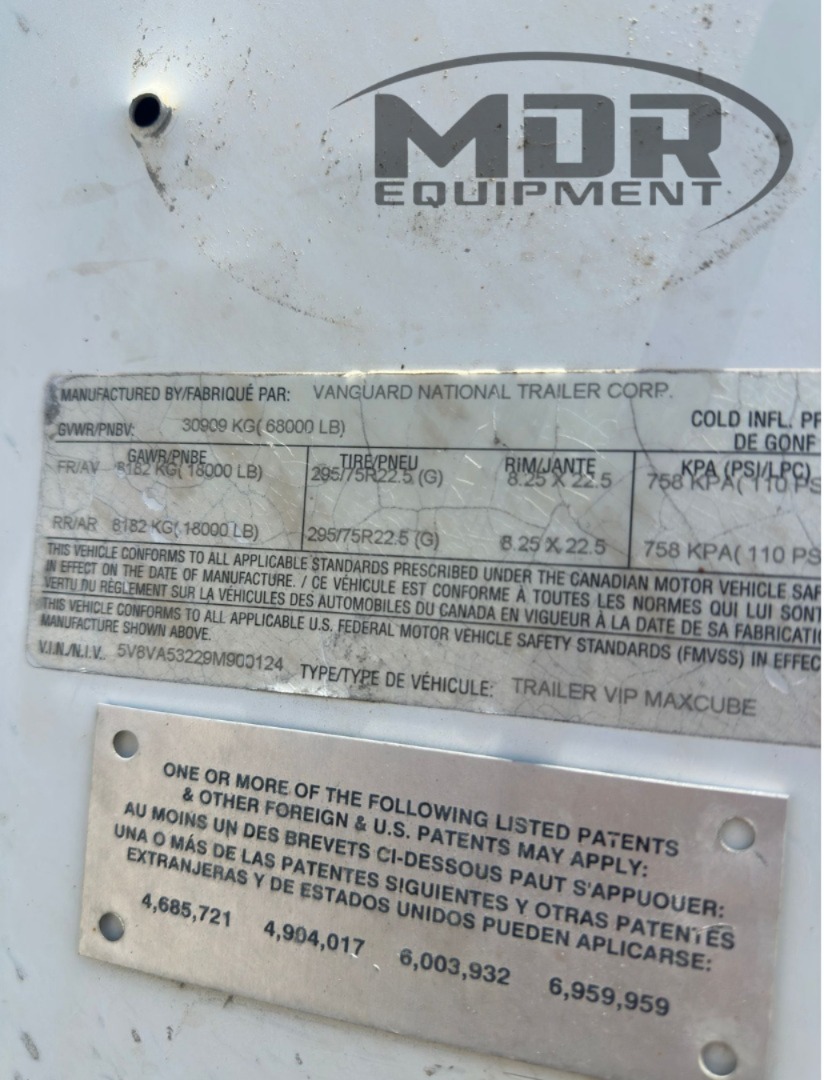 MDR
EQUIPMENT
MANUFACTURED BY/FABRIQUÉ PAR: VANGUARD NATIONAL TRAILER CORP.
GVWR/PNBV: 30909 KG( 68000 LB)
COLD INFL. PR
DE GONF
GAWR/PNBE TIRE/PNEU RIM/JANTE KPA (PSI)/LPC)
FR/AV 8182 KG( 18000 LB) 295/75R22.5 (G) 8.25 X 22.5 758 KPA( 110 PS
RR/AR 8182 KG( 18000 LB) 295/75R22.5 (G) 8.25 X 22.5 758 KPA( 110 PS
THIS VEHICLE CONFORMS TO ALL APPLICABLE STANDARDS PRESCRIBED UNDER THE CANADIAN MOTOR VEHICLE SAF
IN EFFECT ON THE DATE OF MANUFACTURE. / CE VÉHICULE EST CONFORME À TOUTES LES NORMES QUI LUI SONT
VERTU DU RÈGLEMENT SUR LA VÉHICULES DES AUTOMOBILES DU CANADA EN VIGUEUR À LA DATE DE SA FABRICATI
THIS VEHICLE CONFORMS TO ALL APPLICABLE U.S. FEDERAL MOTOR VEHICLE SAFETY STANDARDS (FMVSS) IN EFFEC
MANUFACTURE SHOWN ABOVE.
V.I.N./N.I.V.. 5V8VA53229M900124 TYPE/TYPE DE VÉHICULE: TRAILER VIP MAXCUBE
ONE OR MORE OF THE FOLLOWING LISTED PATENTS
& OTHER FOREIGN & U.S. PATENTS MAY APPLY:
AU MOINS UN DES BREVETS CI-DESSOUS PAUT S'APPUOUER:
UNA O MÁS DE LAS PATENTES SIGUIENTES Y OTRAS PATENTES
EXTRANJERAS Y DE ESTADOS UNIDOS PUEDEN APLICARSE:
4,685,721 4,904,017 6,003,932 6,959,959